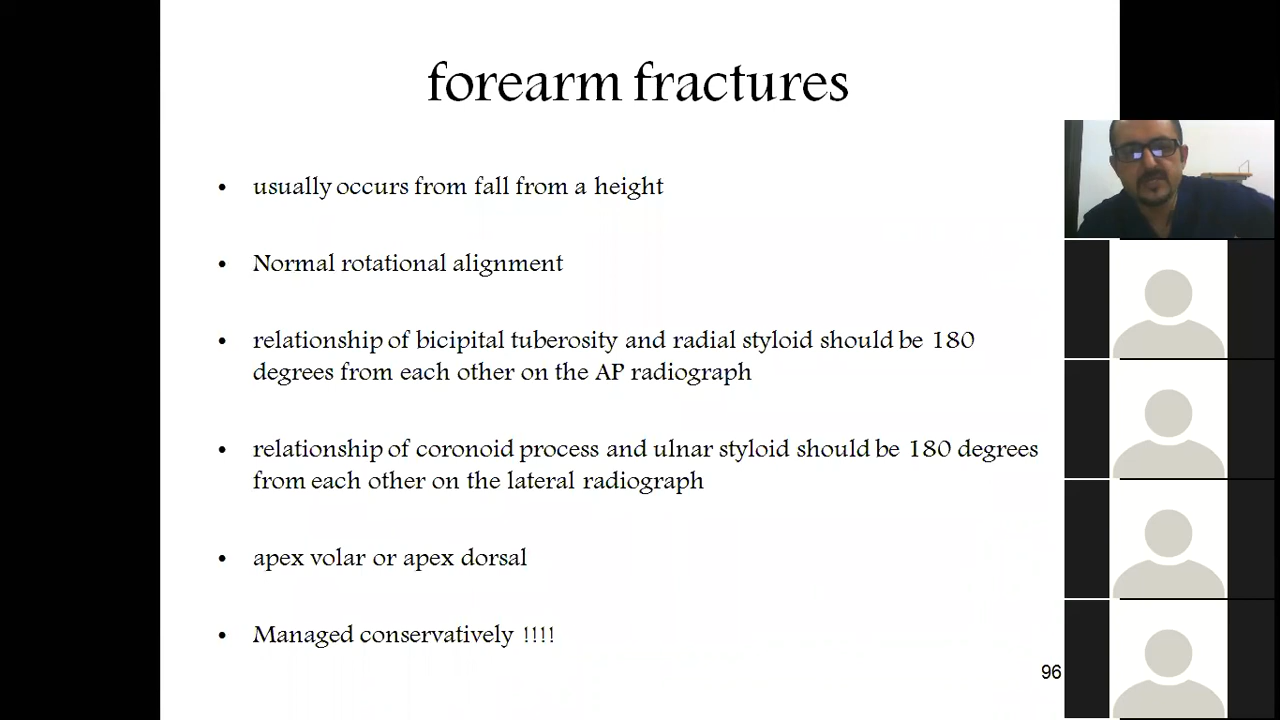 forearm fractures
• usually occurs from fall from a height
• Normal rotational alignment
• relationship of bicipital tuberosity and radial styloid should be 180
degrees from each other on the AP radiograph
• relationship of coronoid process and ulnar styloid should be 180 degrees
from each other on the lateral radiograph
• apex volar or apex dorsal
• Managed conservatively !!!!
96